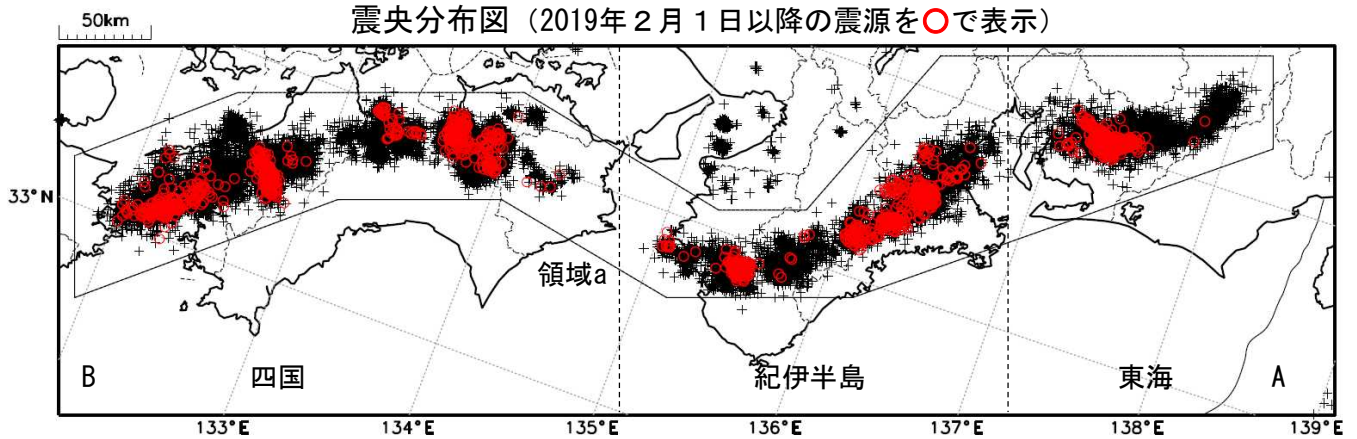 震央分布図（2019年２月１日以降の震源を○で表示）
50km
33°N
領域a
B 四国 紀伊半島 東海 A
133°E 134°E 135°E 136°E 137°E 138°E 139°E